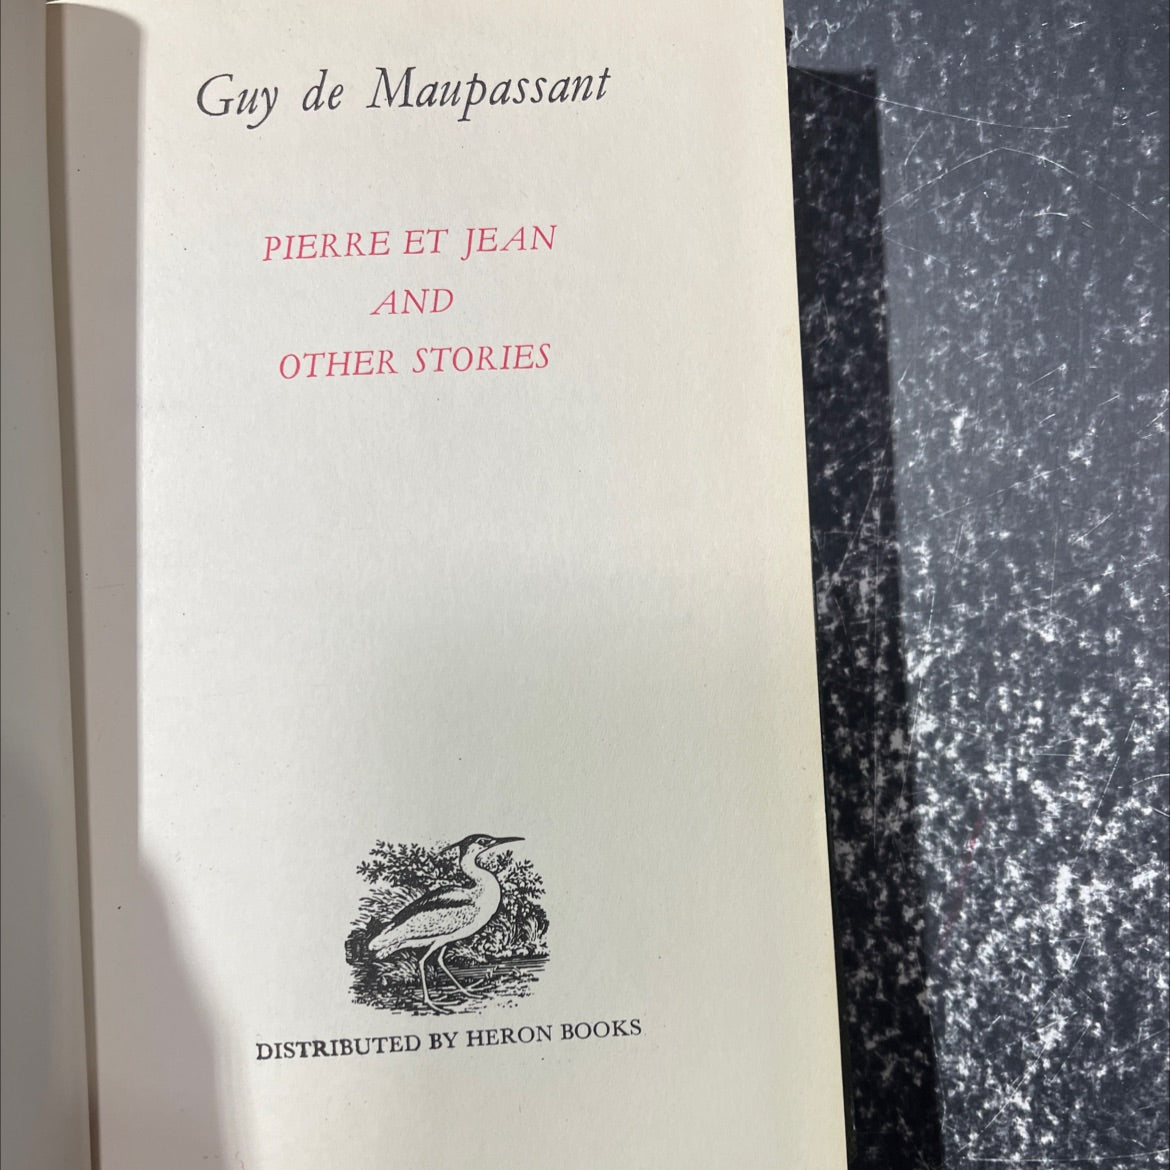 Guy de Maupassant
PIERRE ET JEAN
AND
OTHER STORIES
DISTRIBUTED BY HERON BOOKS